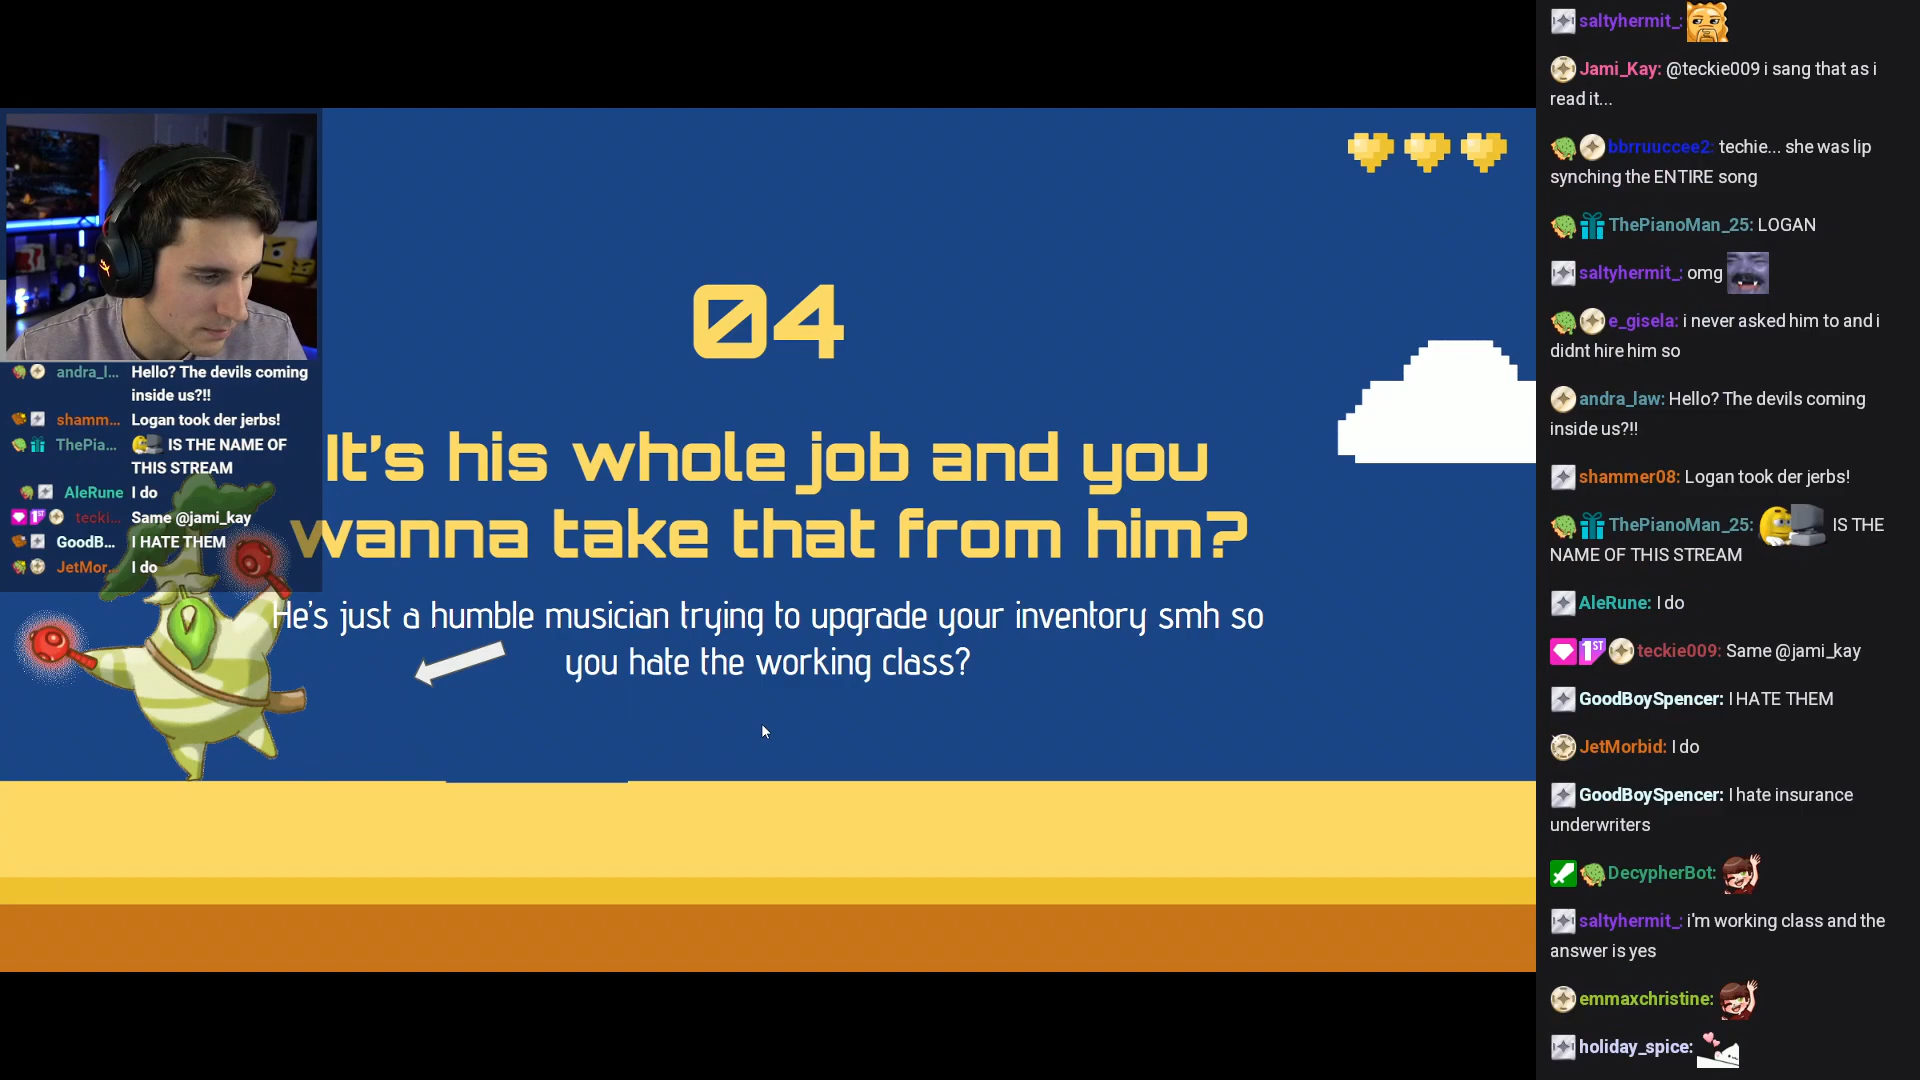 04
It's his whole job and you
wanna take that from him?
He's just a humble musician trying to upgrade your inventory smh so
you hate the working class?
andra_l... Hello? The devils coming
inside us?!!
shamm... Logan took der jerbs!
ThePia... IS THE NAME OF
THIS STREAM
AleRune I do
tecki... Same @jami_kay
GoodB... I HATE THEM
JetMor... I do
saltyhermit_:
Jami_Kay: @teckie009 i sang that as i
read it...
bbrruuccee2: techie... she was lip
synching the ENTIRE song
ThePianoMan_25: LOGAN
saltyhermit_: omg
e_gisela: i never asked him to and i
didnt hire him so
andra_law: Hello? The devils coming
inside us?!!
shammer08: Logan took der jerbs!
ThePianoMan_25: IS THE
NAME OF THIS STREAM
AleRune: I do
1ST teckie009: Same @jami_kay
GoodBoySpencer: I HATE THEM
JetMorbid: I do
GoodBoySpencer: I hate insurance
underwriters
DecypherBot:
saltyhermit_: i'm working class and the
answer is yes
emmaxchristine:
holiday_spice: